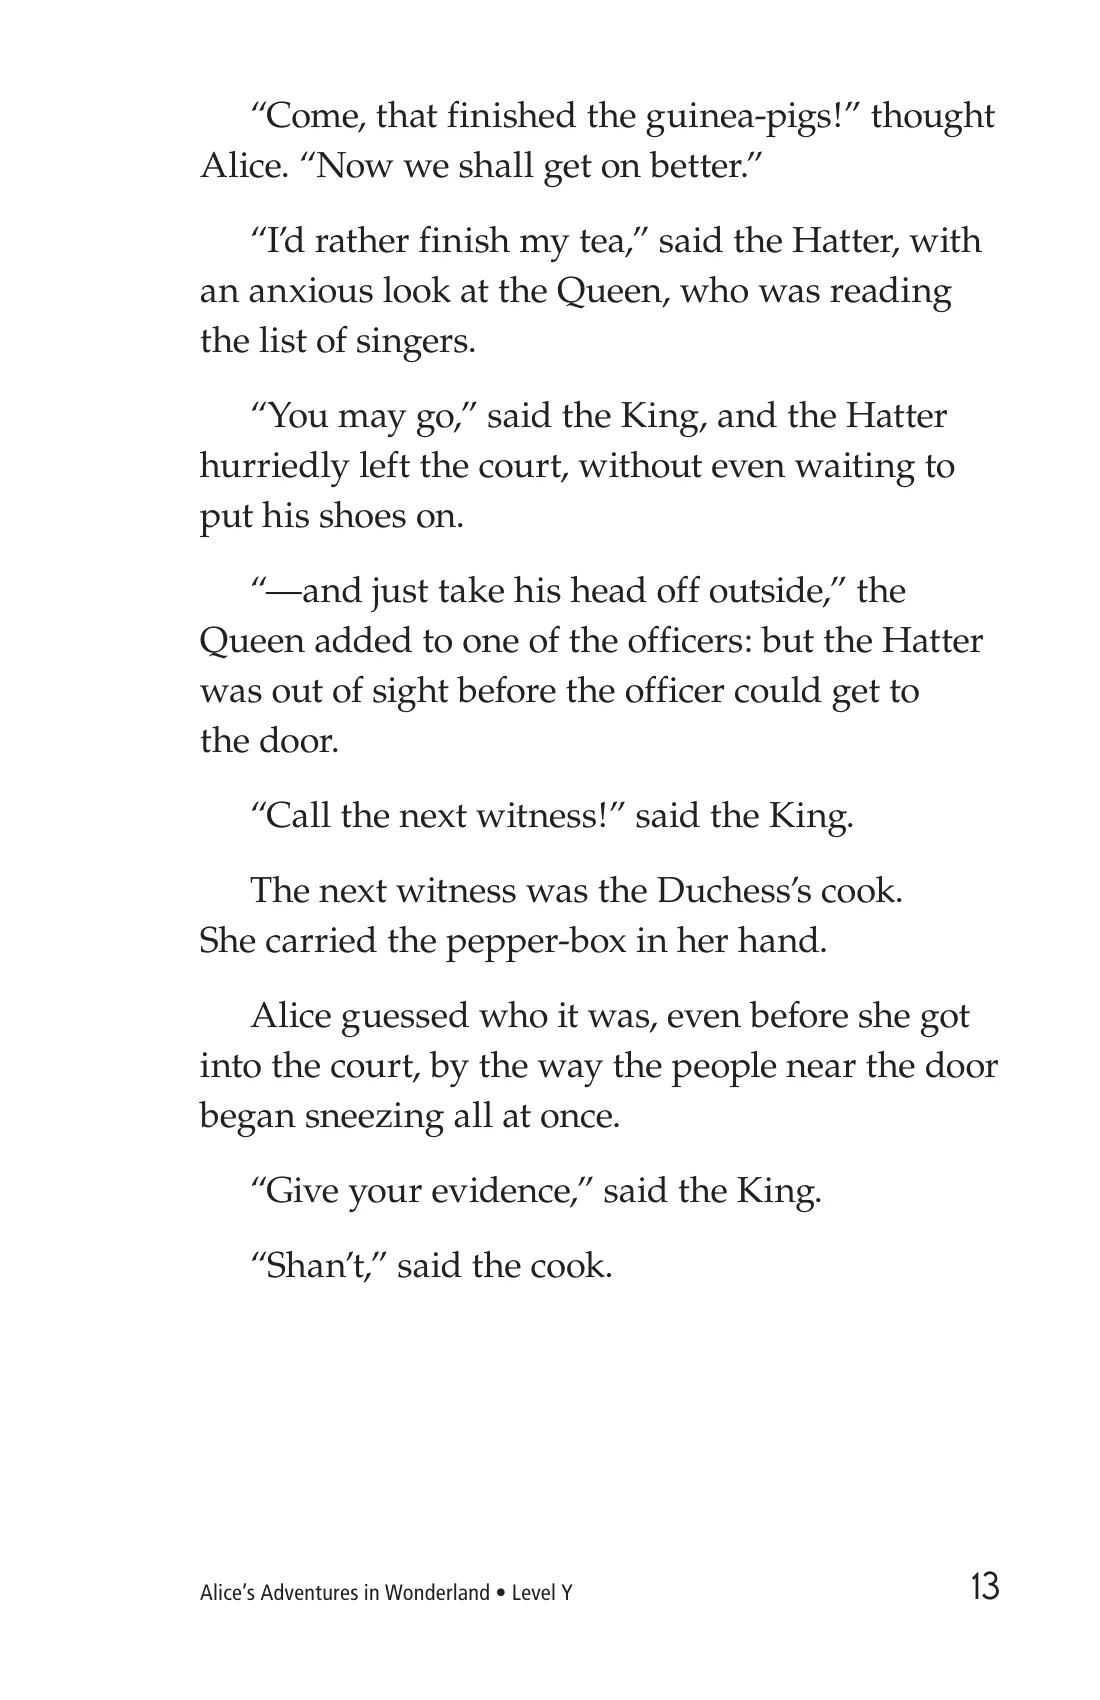 “Come, that finished the guinea-pigs!” thought
Alice. “Now we shall get on better.”
“I’d rather finish my tea,” said the Hatter, with
an anxious look at the Queen, who was reading
the list of singers.
“You may go,” said the King, and the Hatter
hurriedly left the court, without even waiting to
put his shoes on.
“—and just take his head off outside,” the
Queen added to one of the officers: but the Hatter
was out of sight before the officer could get to
the door.
“Call the next witness!” said the King.
The next witness was the Duchess’s cook.
She carried the pepper-box in her hand.
Alice guessed who it was, even before she got
into the court, by the way the people near the door
began sneezing all at once.
“Give your evidence,” said the King.
“Shan’t,” said the cook.
Alice’s Adventures in Wonderland • Level Y 13